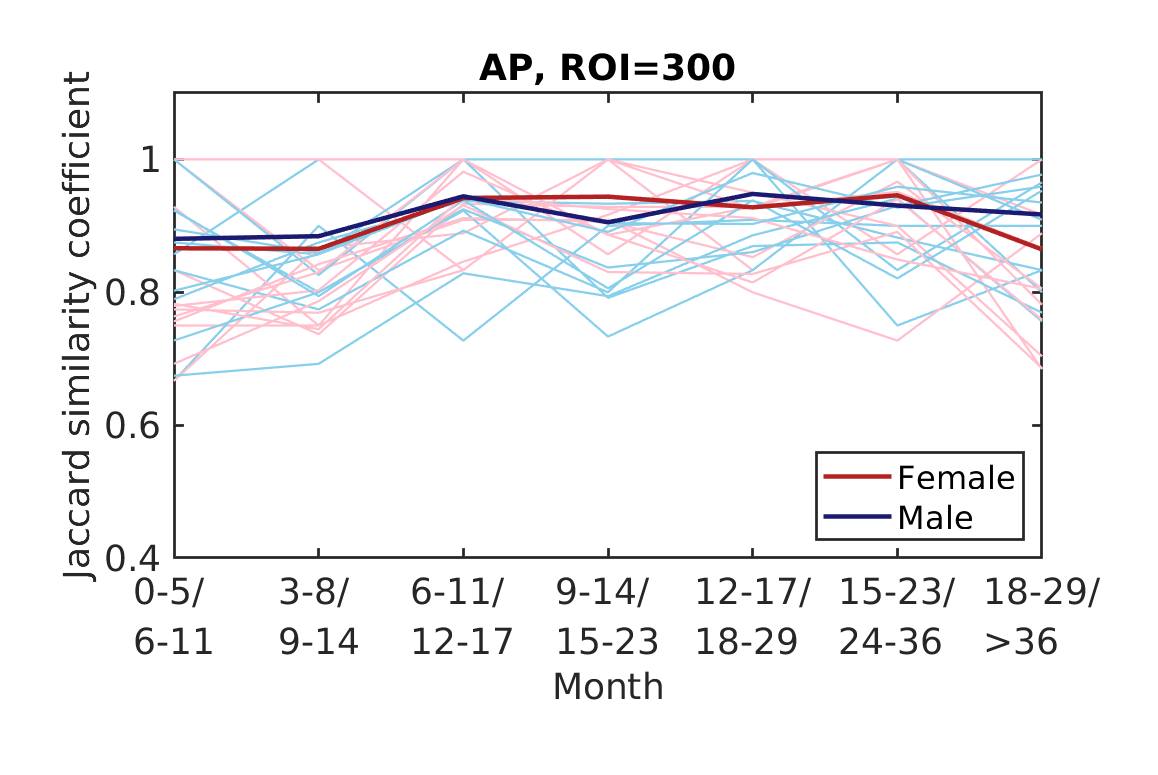 AP, ROI=300
Jaccard similarity coefficient
1
0.8
0.6
0.4
Female
Male
0-5/ 3-8/ 6-11/ 9-14/ 12-17/ 15-23/ 18-29/
6-11 9-14 12-17 15-23 18-29 24-36 >36
Month